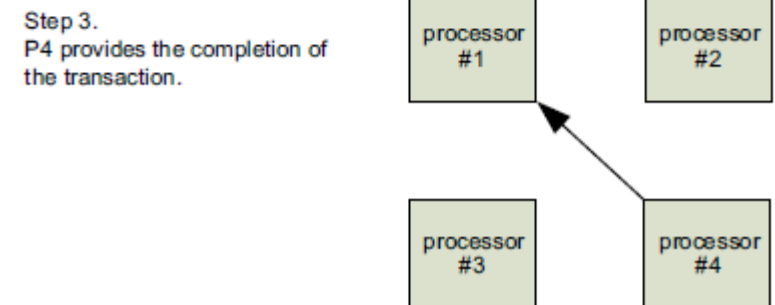 Step 3.
P4 provides the completion of
the transaction.
processor
#1
processor
#2
processor
#3
processor
#4